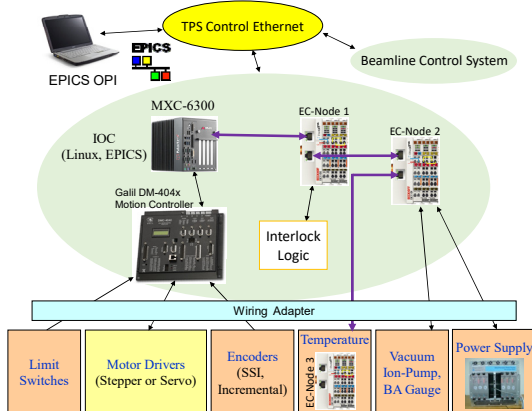 TPS Control Ethernet
EPICS
EPICS OPI
Beamline Control System
MXC-6300
EC-Node 1
EC-Node 2
IOC
(Linux, EPICS)
Galil DM-404x
Motion Controller
Interlock
Logic
Wiring Adapter
Limit
Switches
Motor Drivers
(Stepper or Servo)
Encoders
(SSI,
Incremental)
Temperature
EC-Node 3
Vacuum
Ion-Pump,
BA Gauge
Power Supply